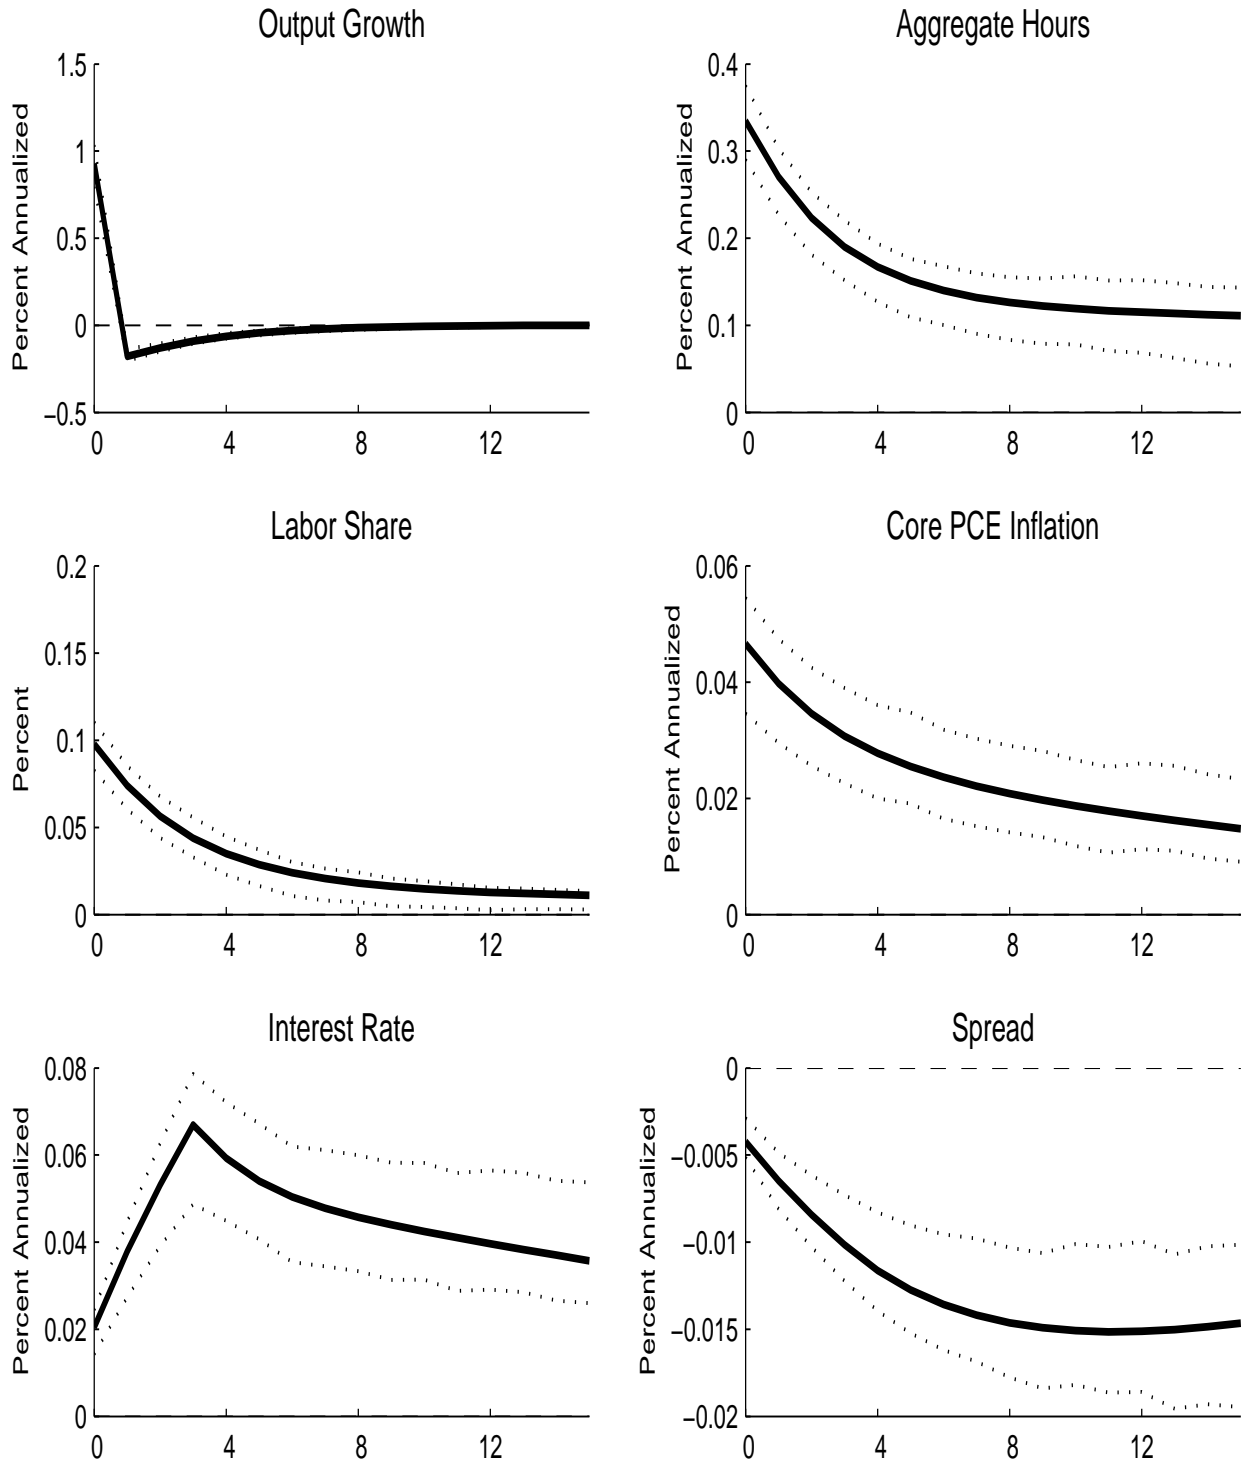 Output Growth
Percent Annualized
1.5
1
0.5
0
−0.5
0 4 8 12
Aggregate Hours
Percent Annualized
0.4
0.3
0.2
0.1
0
0 4 8 12
Labor Share
Percent
0.2
0.15
0.1
0.05
0
0 4 8 12
Core PCE Inflation
Percent Annualized
0.06
0.04
0.02
0
0 4 8 12
Interest Rate
Percent Annualized
0.08
0.06
0.04
0.02
0
0 4 8 12
Spread
Percent Annualized
0
−0.005
−0.01
−0.015
−0.02
0 4 8 12